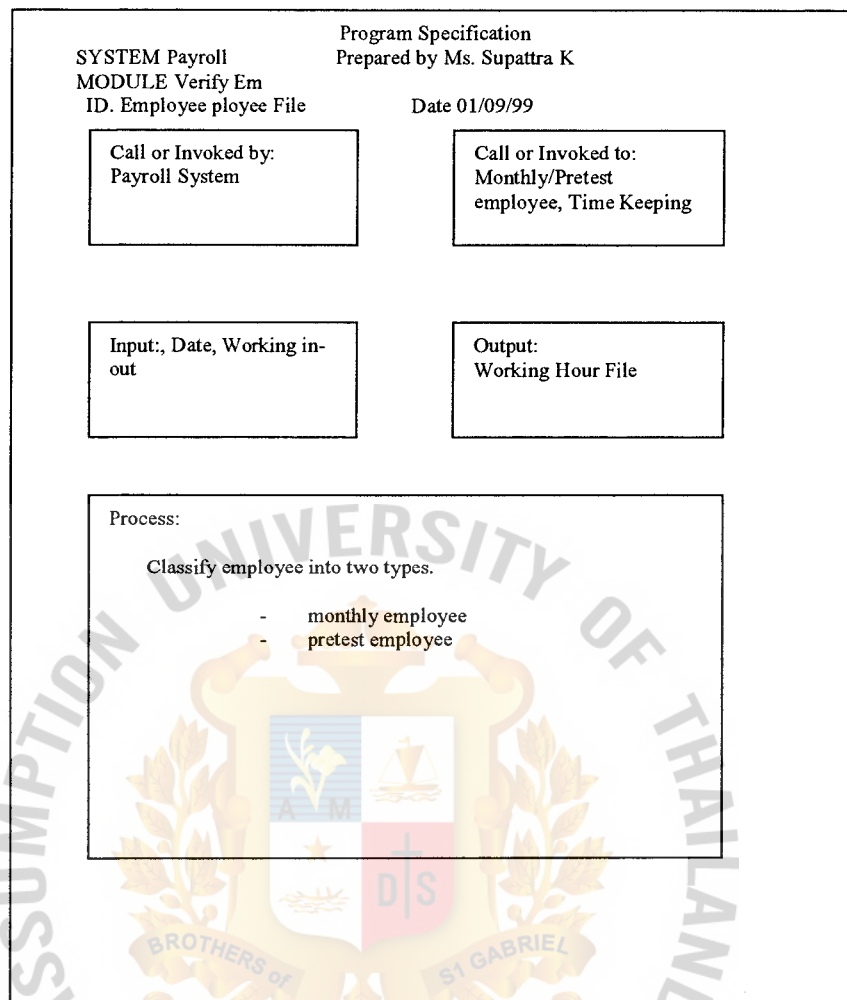 Program Specification
SYSTEM Payroll Prepared by Ms. Supattra K
MODULE Verify Em
ID. Employee ployee File Date 01/09/99
Call or Invoked by:
Payroll System
Call or Invoked to:
Monthly/Pretest
employee, Time Keeping
Input:, Date, Working in-
out
Output:
Working Hour File
Process:
Classify employee into two types.
- monthly employee
- pretest employee
UNIVERSITY OF THAILAND
A M
D S
BROTHERS of ST GABRIEL